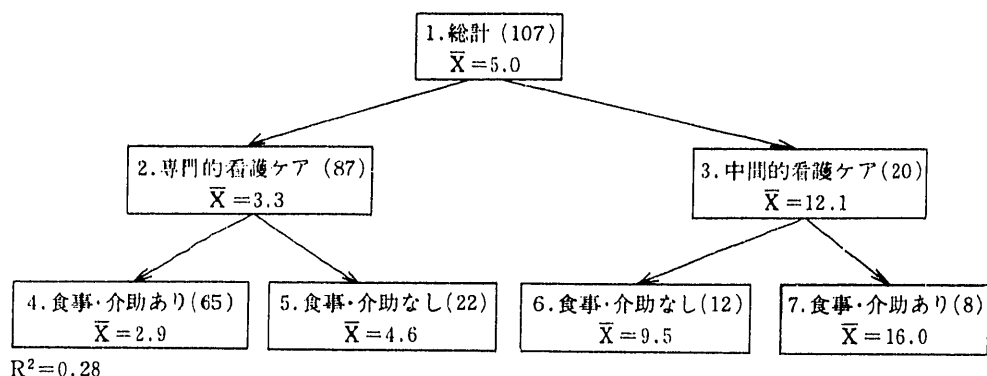 1.総計(107)
X̄=5.0
2.専門的看護ケア(87)
X̄=3.3
3.中間的看護ケア(20)
X̄=12.1
4.食事·介助あり(65)
X̄=2.9
5.食事·介助なし(22)
X̄=4.6
6.食事·介助なし(12)
X̄=9.5
7.食事·介助あり(8)
X̄=16.0
R²=0.28